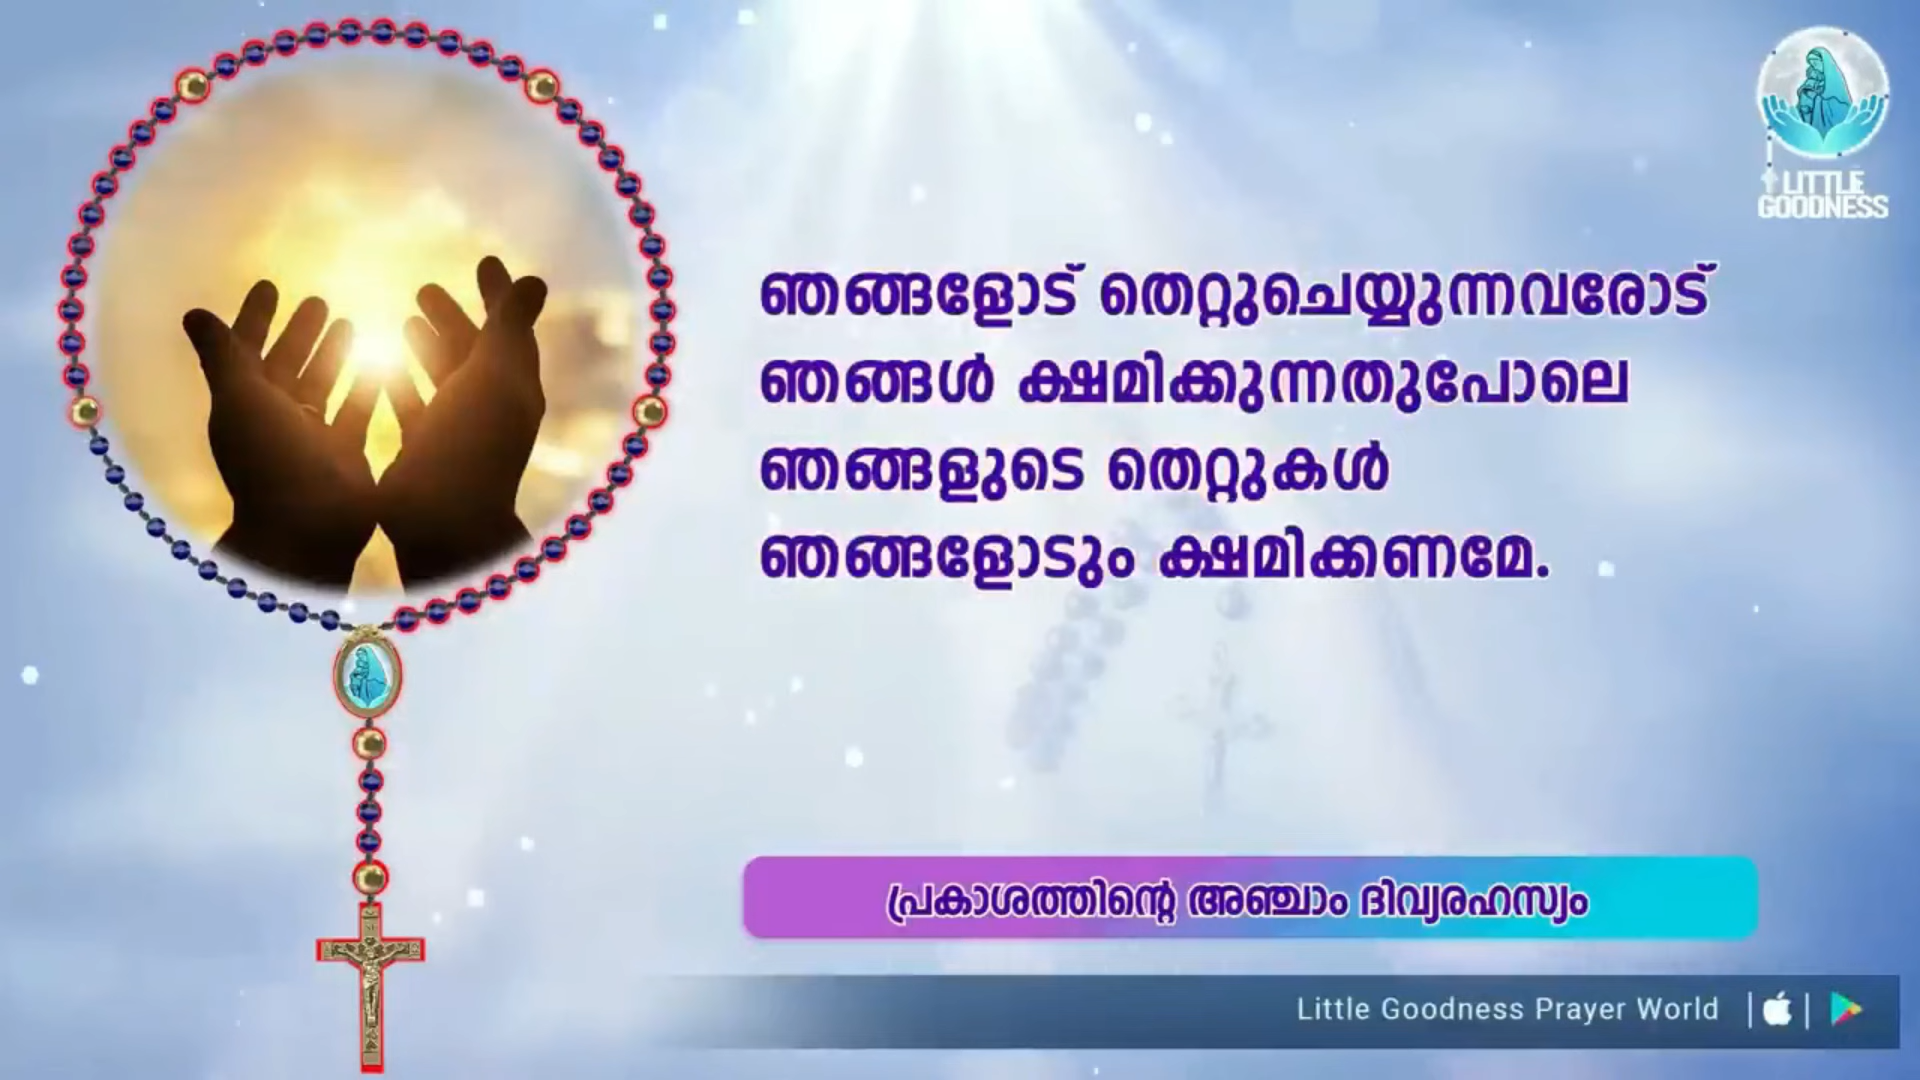 LITTLE
GOODNESS
ഞങ്ങളോട് തെറ്റുചെയ്യുന്നവരോട്
ഞങ്ങൾ ക്ഷമിക്കുന്നതുപോലെ
ഞങ്ങളുടെ തെറ്റുകൾ
ഞങ്ങളോടും ക്ഷമിക്കണമേ.
പ്രകാശത്തിന്റെ അഞ്ചാം ദിവ്യരഹസ്യം
Little Goodness Prayer World